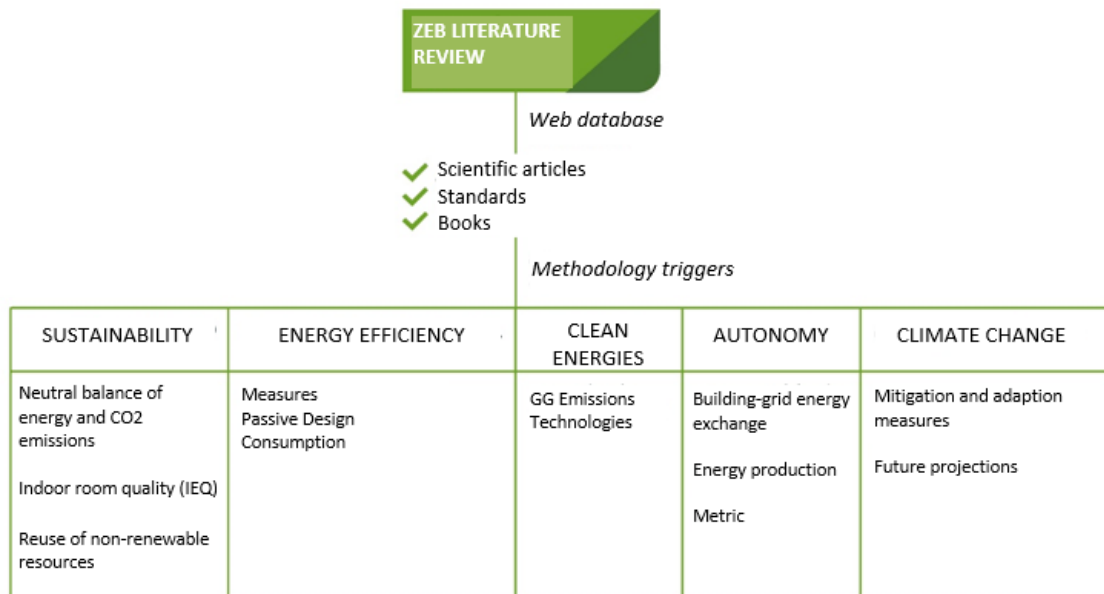 ZEB LITERATURE
REVIEW
Web database
Scientific articles
Standards
Books
Methodology triggers
SUSTAINABILITY
ENERGY EFFICIENCY
CLEAN
ENERGIES
AUTONOMY
CLIMATE CHANGE
Neutral balance of
energy and CO2
emissions
Indoor room quality (IEQ)
Reuse of non-renewable
resources
Measures
Passive Design
Consumption
GG Emissions
Technologies
Building-grid energy
exchange
Energy production
Metric
Mitigation and adaption
measures
Future projections